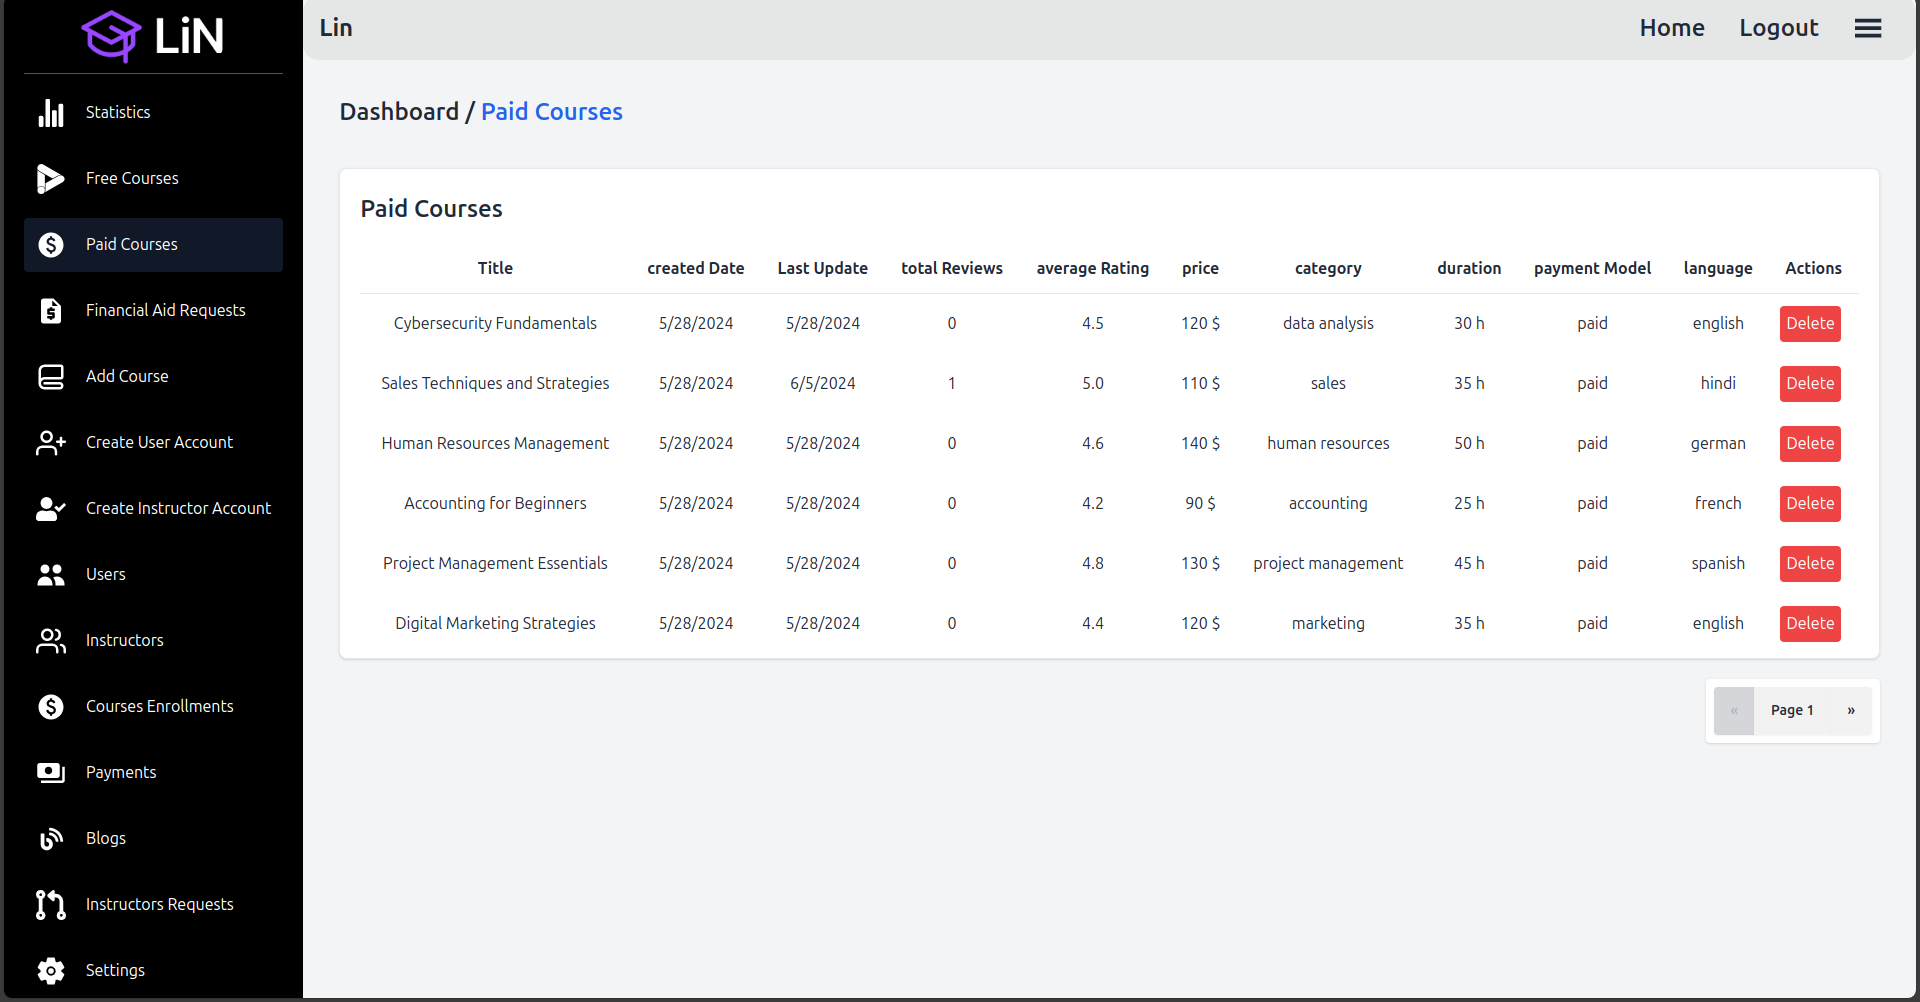 LiN
Statistics
Free Courses
Paid Courses
Financial Aid Requests
Add Course
Create User Account
Create Instructor Account
Users
Instructors
Courses Enrollments
Payments
Blogs
Instructors Requests
Settings
Lin Home Logout
Dashboard / Paid Courses
Paid Courses
Title created Date Last Update total Reviews average Rating price category duration payment Model language Actions
Cybersecurity Fundamentals 5/28/2024 5/28/2024 0 4.5 120 $ data analysis 30 h paid english Delete
Sales Techniques and Strategies 5/28/2024 6/5/2024 1 5.0 110 $ sales 35 h paid hindi Delete
Human Resources Management 5/28/2024 5/28/2024 0 4.6 140 $ human resources 50 h paid german Delete
Accounting for Beginners 5/28/2024 5/28/2024 0 4.2 90 $ accounting 25 h paid french Delete
Project Management Essentials 5/28/2024 5/28/2024 0 4.8 130 $ project management 45 h paid spanish Delete
Digital Marketing Strategies 5/28/2024 5/28/2024 0 4.4 120 $ marketing 35 h paid english Delete
« Page 1 »